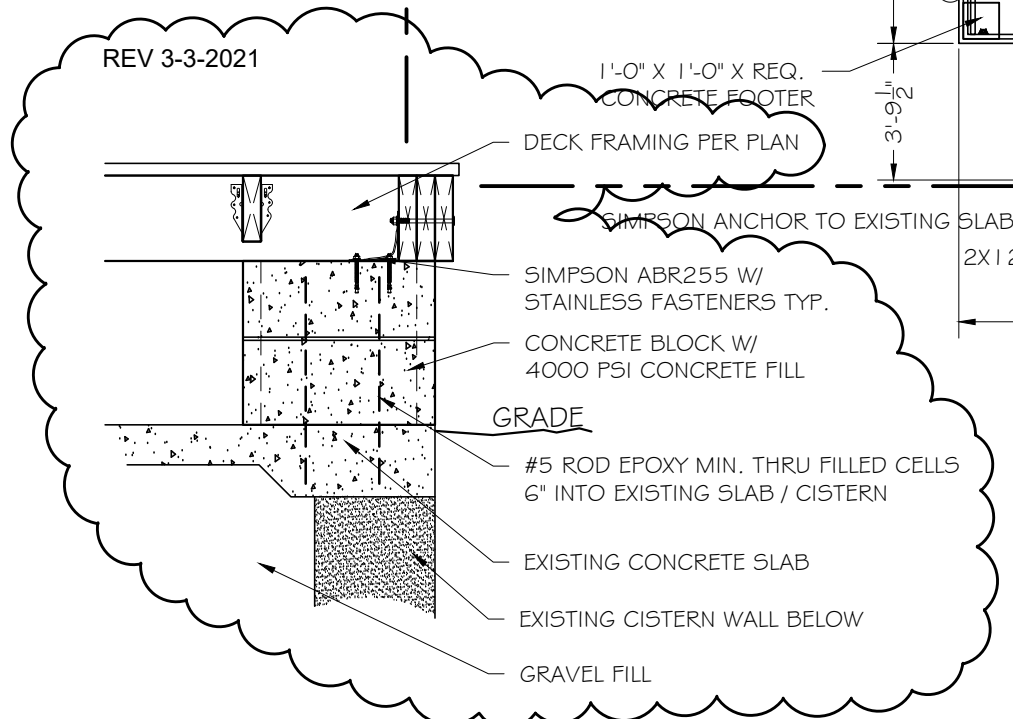 REV 3-3-2021
1'-0" X 1'-0" X REQ.
CONCRETE FOOTER
3'-9 1/2"
DECK FRAMING PER PLAN
SIMPSON ANCHOR TO EXISTING SLAB
2X12
SIMPSON ABR255 W/
STAINLESS FASTENERS TYP.
CONCRETE BLOCK W/
4000 PSI CONCRETE FILL
GRADE
#5 ROD EPOXY MIN. THRU FILLED CELLS
6" INTO EXISTING SLAB / CISTERN
EXISTING CONCRETE SLAB
EXISTING CISTERN WALL BELOW
GRAVEL FILL